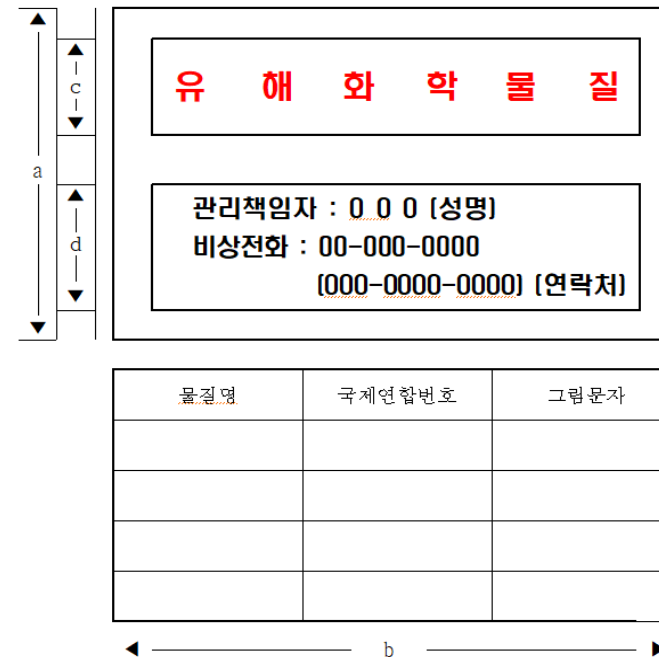 유 해 화 학 물 질
관리책임자 : 0 0 0 (성명)
비상전화 : 00-000-0000
(000-0000-0000) (연락처)
a
c
d
물질명 국제연합번호 그림문자
b